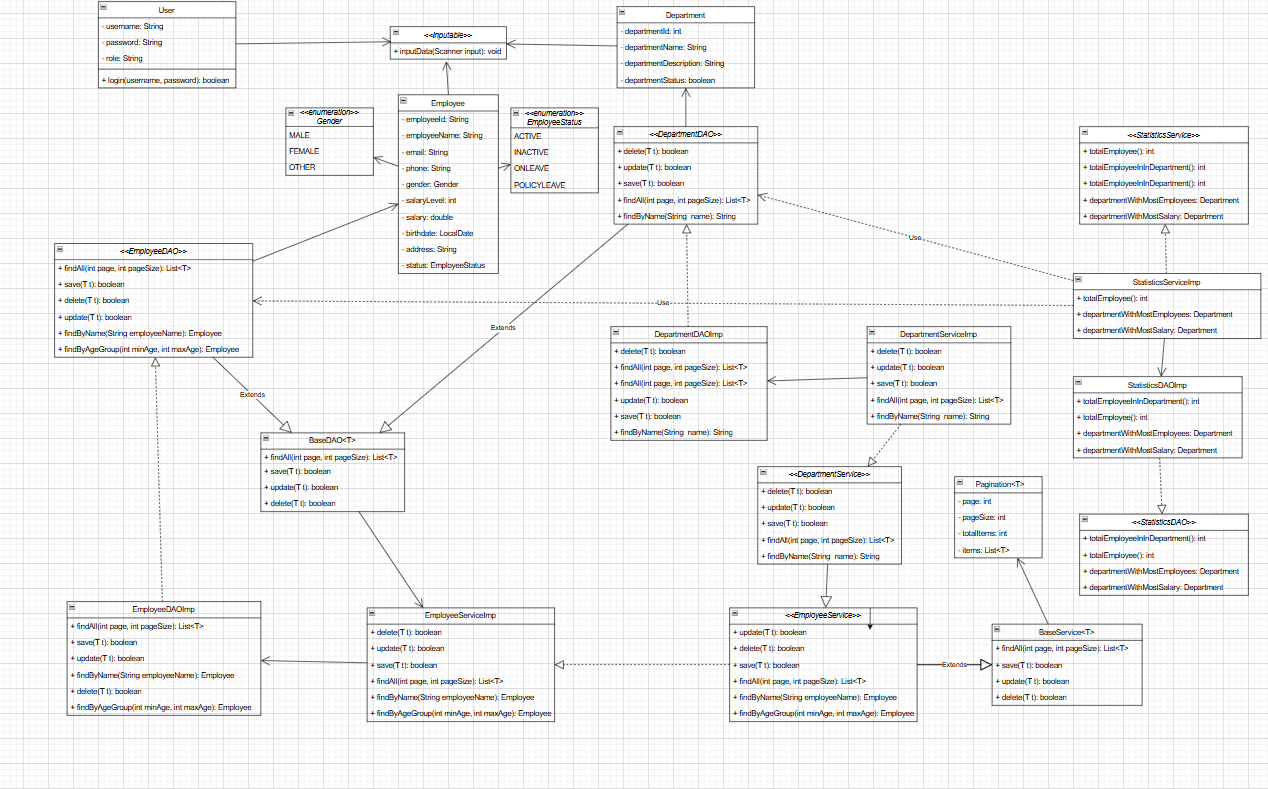 User
- username: String
- password: String
- role: String
+ login(username, password): boolean
<<Inputable>>
+ inputData(Scanner input): void
Department
- departmentId: int
- departmentName: String
- departmentDescription: String
- departmentStatus: boolean
<<enumeration>>
Gender
MALE
FEMALE
OTHER
Employee
- employeeId: String
- employeeName: String
- email: String
- phone: String
- gender: Gender
- salaryLevel: int
- salary: double
- birthdate: LocalDate
- address: String
- status: EmployeeStatus
<<enumeration>>
EmployeeStatus
ACTIVE
INACTIVE
ONLEAVE
POLICYLEAVE
<<DepartmentDAO>>
+ delete(T t): boolean
+ update(T t): boolean
+ save(T t): boolean
+ findAll(int page, int pageSize): List<T>
+ findByName(String name): String
<<StatisticsService>>
+ totalEmployee(): int
+ totalEmployeeInInDepartment(): int
+ totalEmployeeInInDepartment(): int
+ departmentWithMostEmployees: Department
+ departmentWithMostSalary: Department
Use
<<EmployeeDAO>>
+ findAll(int page, int pageSize): List<T>
+ save(T t): boolean
+ delete(T t): boolean
+ update(T t): boolean
+ findByName(String employeeName): Employee
+ findByAgeGroup(int minAge, int maxAge): Employee
Use
StatisticsServiceImp
+ totalEmployee(): int
+ departmentWithMostEmployees: Department
+ departmentWithMostSalary: Department
Extends
DepartmentDAOImp
+ delete(T t): boolean
+ findAll(int page, int pageSize): List<T>
+ findAll(int page, int pageSize): List<T>
+ update(T t): boolean
+ save(T t): boolean
+ findByName(String name): String
DepartmentServiceImp
+ delete(T t): boolean
+ update(T t): boolean
+ save(T t): boolean
+ findAll(int page, int pageSize): List<T>
+ findByName(String name): String
StatisticsDAOImp
+ totalEmployeeInInDepartment(): int
+ totalEmployee(): int
+ departmentWithMostEmployees: Department
+ departmentWithMostSalary: Department
Extends
BaseDAO<T>
+ findAll(int page, int pageSize): List<T>
+ save(T t): boolean
+ update(T t): boolean
+ delete(T t): boolean
<<DepartmentService>>
+ delete(T t): boolean
+ update(T t): boolean
+ save(T t): boolean
+ findAll(int page, int pageSize): List<T>
+ findByName(String name): String
Pagination<T>
- page: int
- pageSize: int
- totalItems: int
- items: List<T>
<<StatisticsDAO>>
+ totalEmployeeInInDepartment(): int
+ totalEmployee(): int
+ departmentWithMostEmployees: Department
+ departmentWithMostSalary: Department
EmployeeDAOImp
+ findAll(int page, int pageSize): List<T>
+ save(T t): boolean
+ update(T t): boolean
+ findByName(String employeeName): Employee
+ delete(T t): boolean
+ findByAgeGroup(int minAge, int maxAge): Employee
EmployeeServiceImp
+ delete(T t): boolean
+ update(T t): boolean
+ save(T t): boolean
+ findAll(int page, int pageSize): List<T>
+ findByName(String employeeName): Employee
+ findByAgeGroup(int minAge, int maxAge): Employee
<<EmployeeService>>
+ update(T t): boolean
+ delete(T t): boolean
+ save(T t): boolean
+ findAll(int page, int pageSize): List<T>
+ findByName(String employeeName): Employee
+ findByAgeGroup(int minAge, int maxAge): Employee
Extends
BaseService<T>
+ findAll(int page, int pageSize): List<T>
+ save(T t): boolean
+ update(T t): boolean
+ delete(T t): boolean